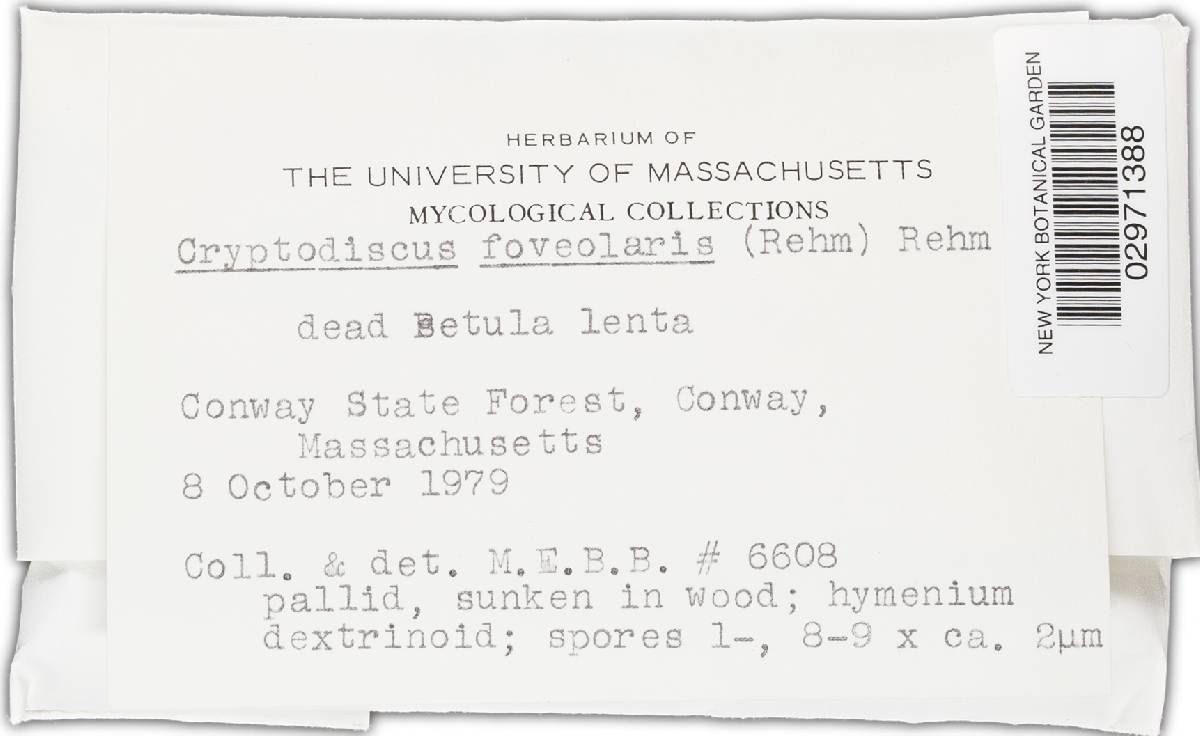 HERBARIUM OF
THE UNIVERSITY OF MASSACHUSETTS
MYCOLOGICAL COLLECTIONS
Cryptodiscus foveolaris (Rehm) Rehm
dead Betula lenta
Conway State Forest, Conway,
Massachusetts
8 October 1979
Coll. & det. M.E.B.B. # 6608
pallid, sunken in wood; hymenium
dextrinoid; spores 1-, 8-9 x ca. 2µm
NEW YORK BOTANICAL GARDEN
02971388